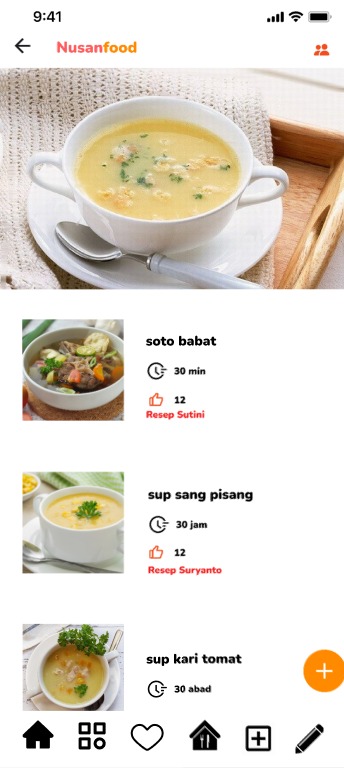 9:41
Nusanfood
soto babat
30 min
12
Resep Sutini
sup sang pisang
30 jam
12
Resep Suryanto
sup kari tomat
30 abad